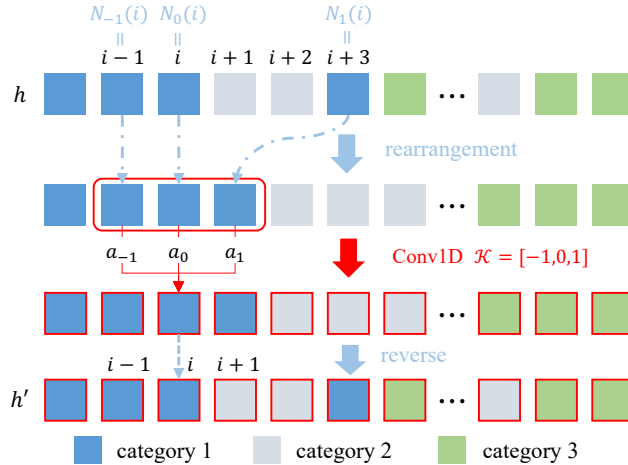 N₋₁(i) N₀(i) N₁(i)
= = =
i − 1 i i + 1 i + 2 i + 3
h ···
rearrangement
···
a₋₁ a₀ a₁ Conv1D 𝒦 = [-1,0,1]
···
i − 1 i i + 1 reverse
h′ ···
category 1 category 2 category 3